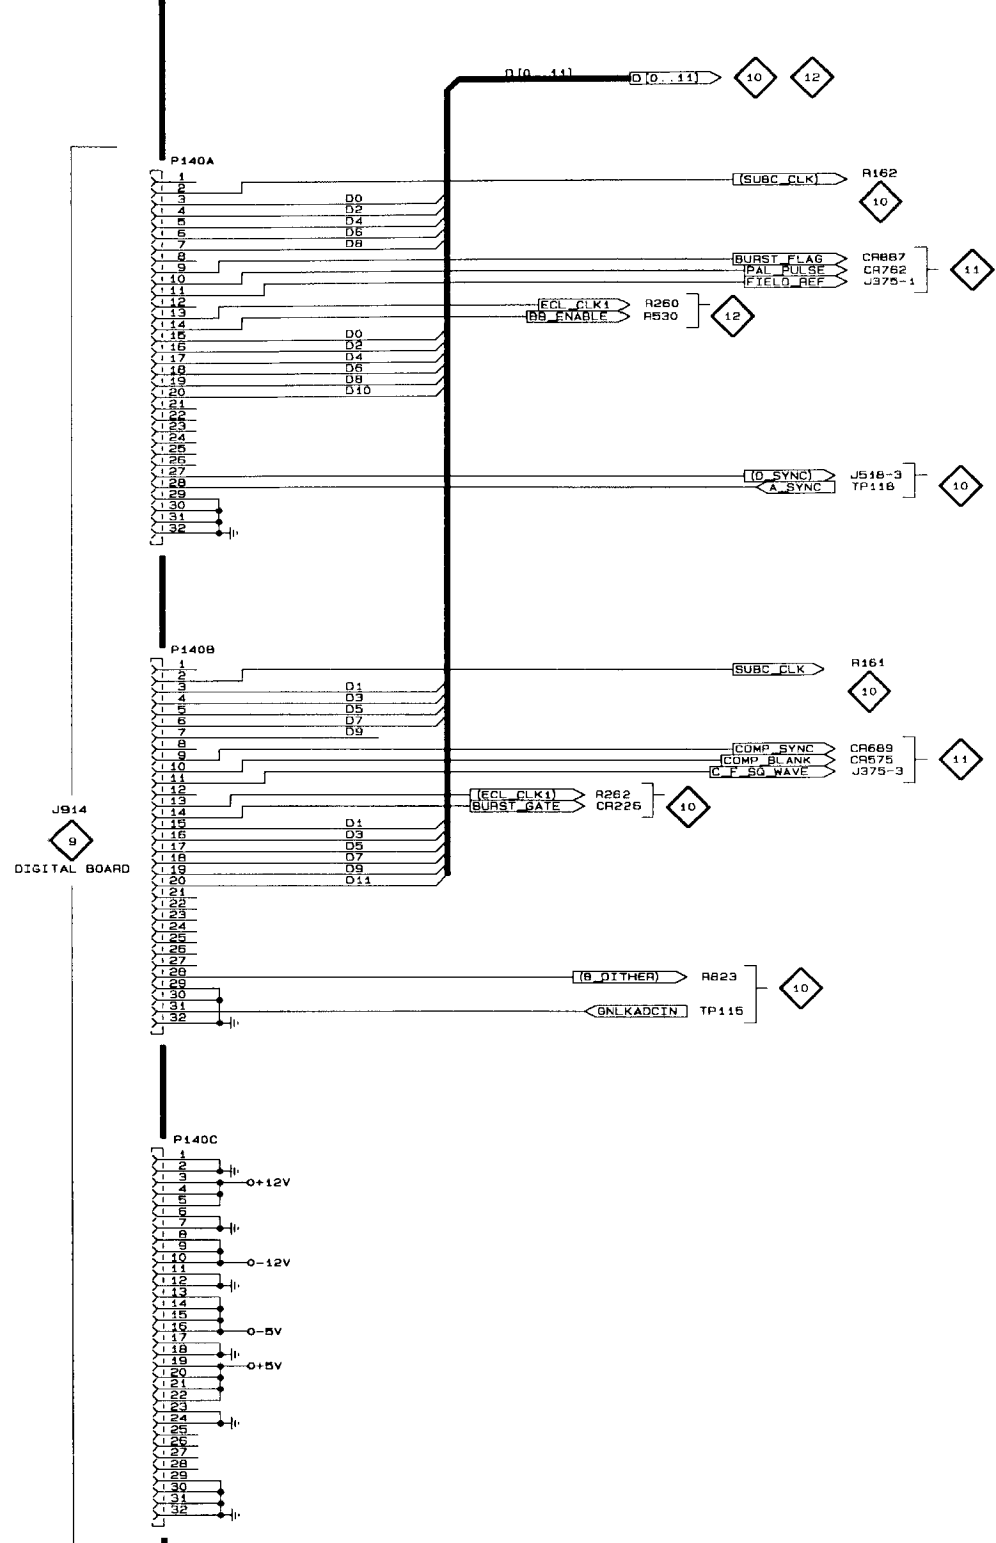 D[0..11]
D[0..11] 10 12
P140A
1
2 (SUBC_CLK) R162
10
3 D0
4 D2
5 D4
6 D6
7 D8
8
9 BURST_FLAG CR687
10 PAL_PULSE CR762
11 FIELD_REF J375-1
11
12
13 ECL_CLK1 R260
14 BB_ENABLE R530
12
15 D0
16 D2
17 D4
18 D6
19 D8
20 D10
21
22
23
24
25
26
27 (D_SYNC) J518-3
28 A_SYNC TP118
10
29
30
31
32
P140B
1
2 SUBC_CLK R161
10
3 D1
4 D3
5 D5
6 D7
7 D9
8
9 COMP_SYNC CR689
10 COMP_BLANK CR575
11 C_F_SQ_WAVE J375-3
11
12
13 (ECL_CLK1) R262
14 BURST_GATE CR226
10
15 D1
16 D3
17 D5
18 D7
19 D9
20 D11
21
22
23
24
25
26
27
28 (B_DITHER) R823
29
30
31 GNLKADCIN TP115
10
32
J914
9
DIGITAL BOARD
P140C
1
2
3 +12V
4
5
6
7
8
9
10 -12V
11
12
13
14
15
16 -5V
17
18
19 +5V
20
21
22
23
24
25
26
27
28
29
30
31
32